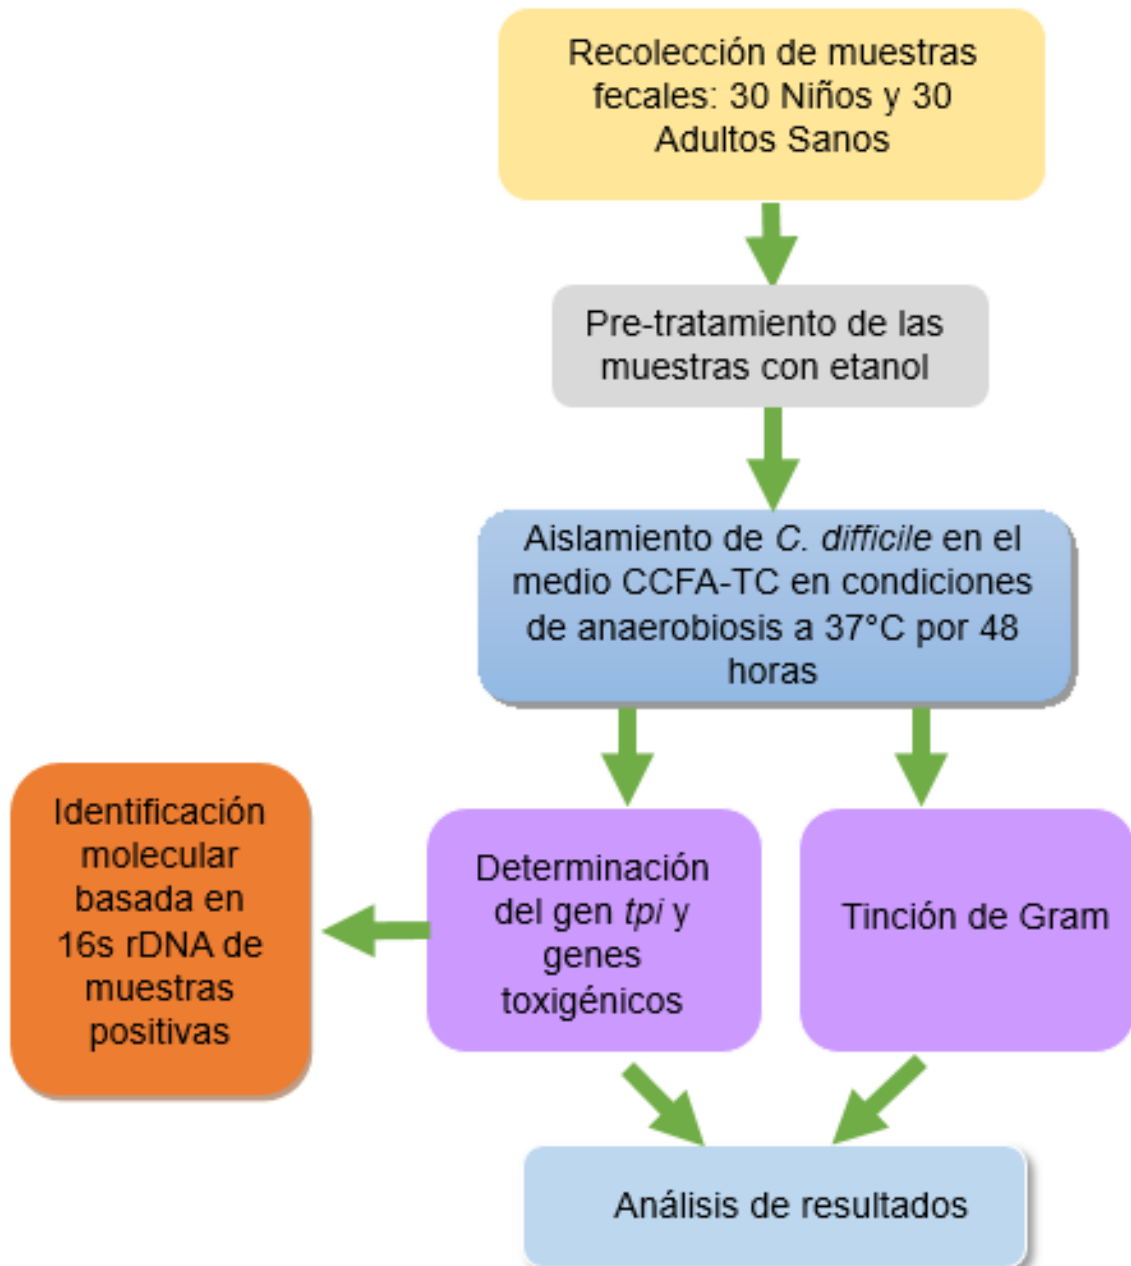 Recolección de muestras
fecales: 30 Niños y 30
Adultos Sanos
Pre-tratamiento de las
muestras con etanol
Aislamiento de C. difficile en el
medio CCFA-TC en condiciones
de anaerobiosis a 37°C por 48
horas
Identificación
molecular
basada en
16s rDNA de
muestras
positivas
Determinación
del gen tpi y
genes
toxigénicos
Tinción de Gram
Análisis de resultados